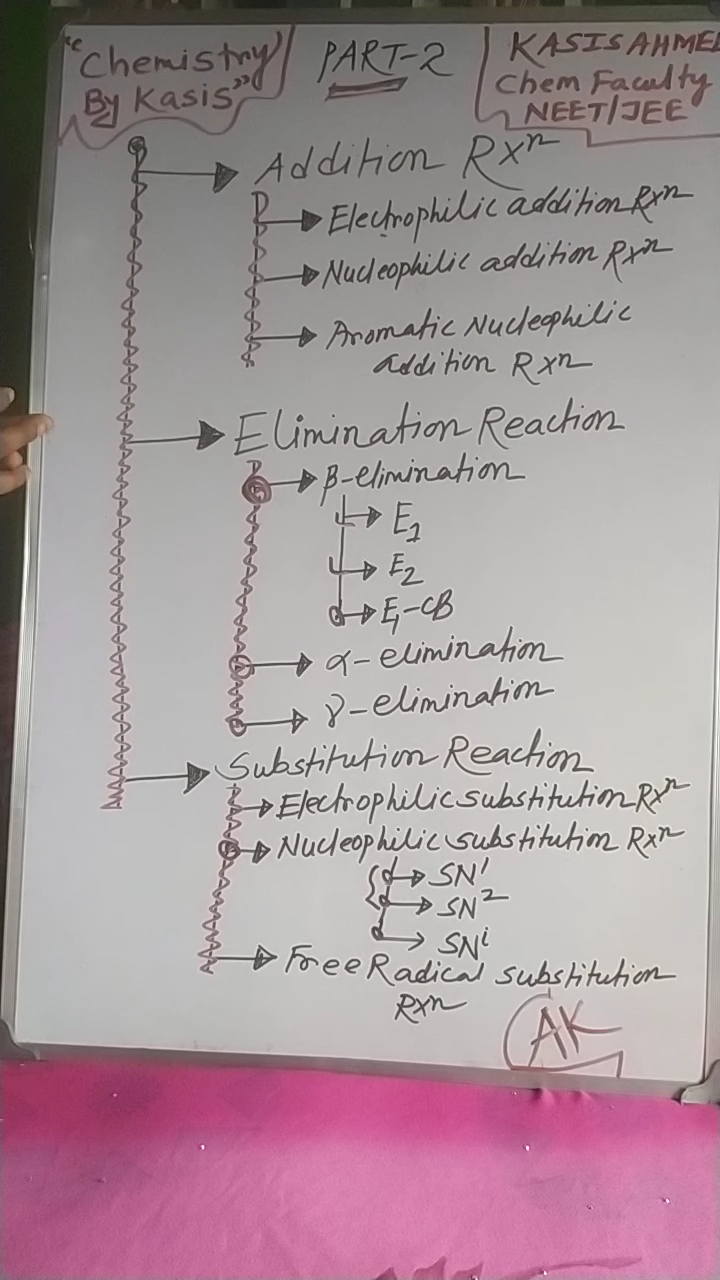 "Chemistry
By Kasis"
PART-2
KASIS AHMED
Chem Faculty
NEET/JEE
Addition Rxn
Electrophilic addition Rxn
Nucleophilic addition Rxn
Aromatic Nucleophilic
addition Rxn
Elimination Reaction
β-elimination
E1
E2
E1-CB
α-elimination
γ-elimination
Substitution Reaction
Electrophilic substitution Rxn
Nucleophilic substitution Rxn
SN1
SN2
SNi
Free Radical substitution
Rxn
AK